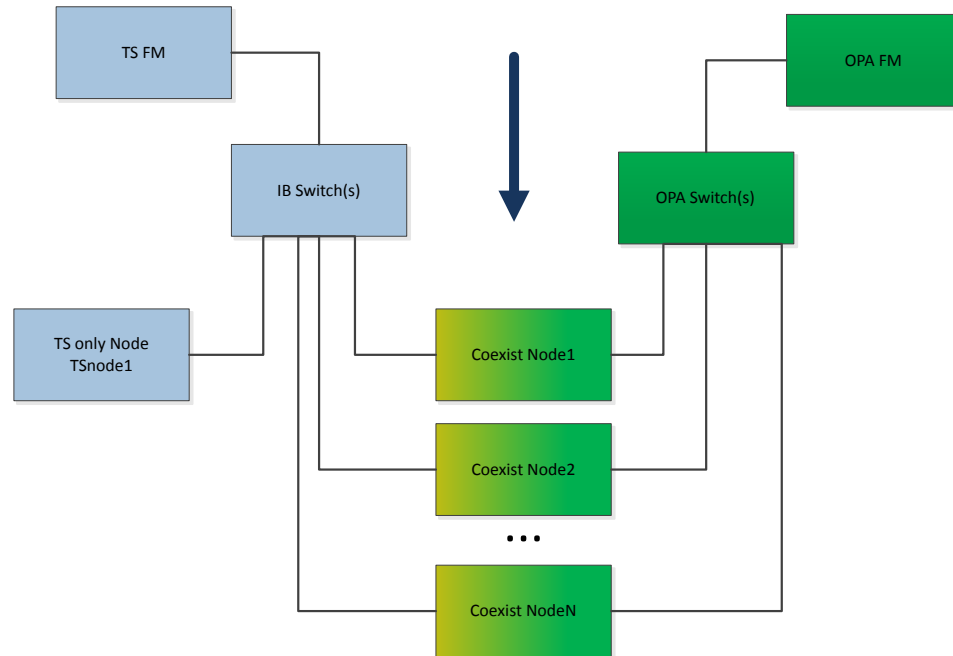 TS FM
OPA FM
IB Switch(s)
OPA Switch(s)
TS only Node
TSnode1
Coexist Node1
Coexist Node2
...
Coexist NodeN